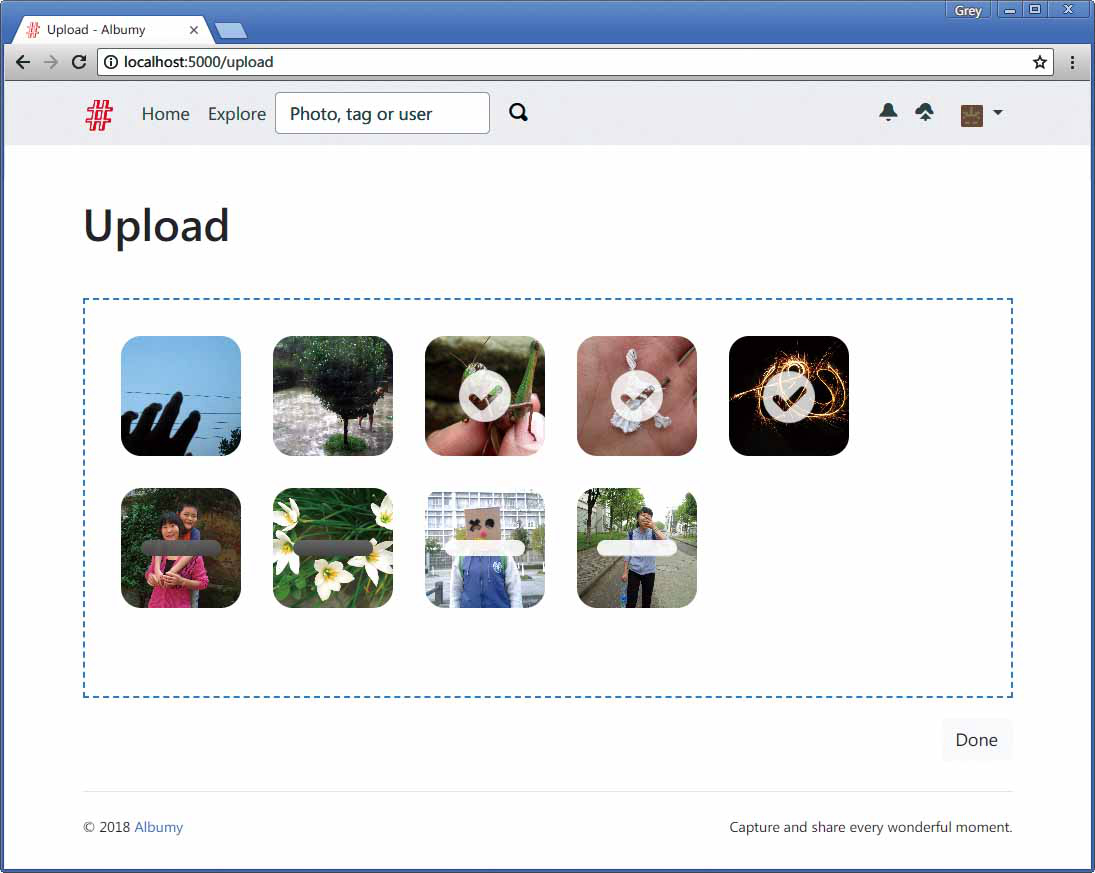 Grey
Upload - Albumy
localhost:5000/upload
Home Explore Photo, tag or user
Upload
Done
© 2018 Albumy
Capture and share every wonderful moment.